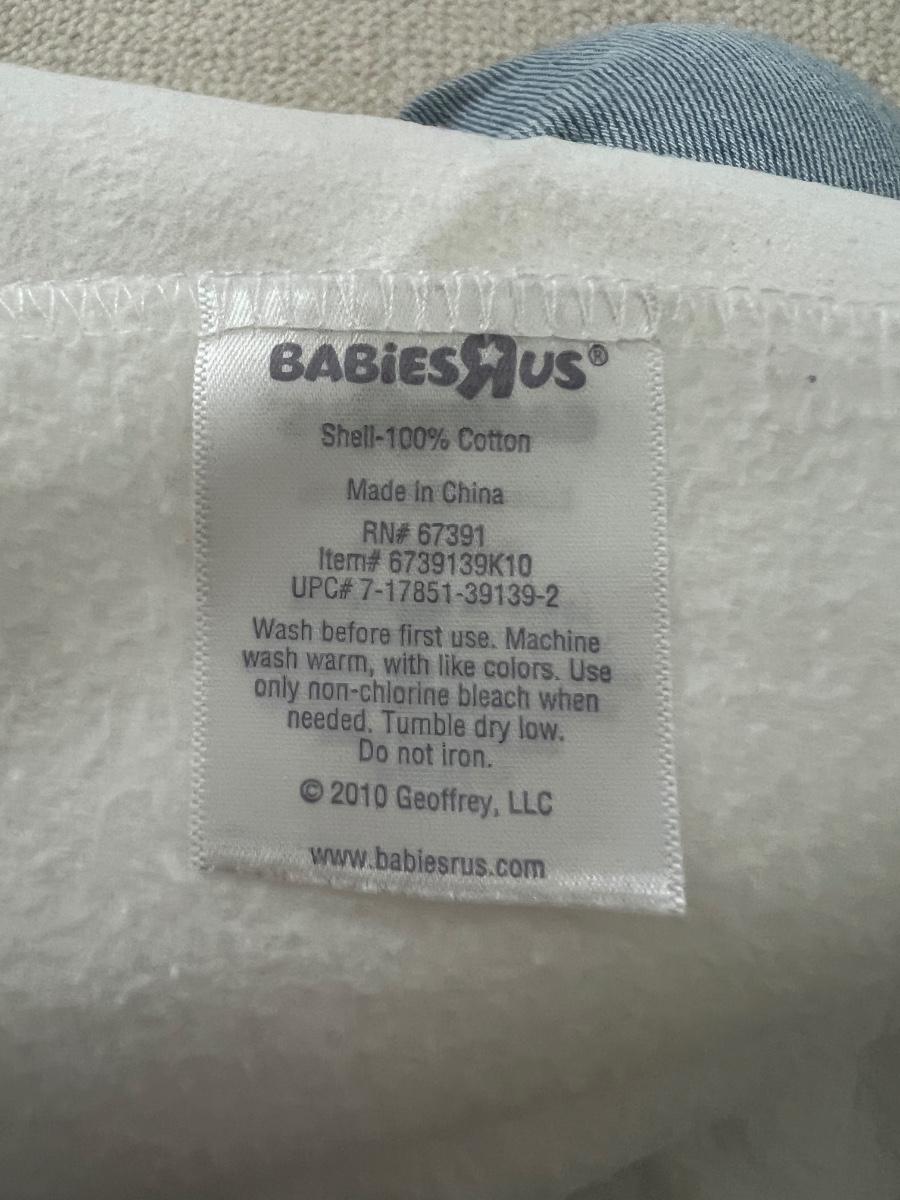 BABiESЯUS®
Shell-100% Cotton
Made in China
RN# 67391
Item# 6739139K10
UPC# 7-17851-39139-2
Wash before first use. Machine
wash warm, with like colors. Use
only non-chlorine bleach when
needed. Tumble dry low.
Do not iron.
© 2010 Geoffrey, LLC
www.babiesrus.com